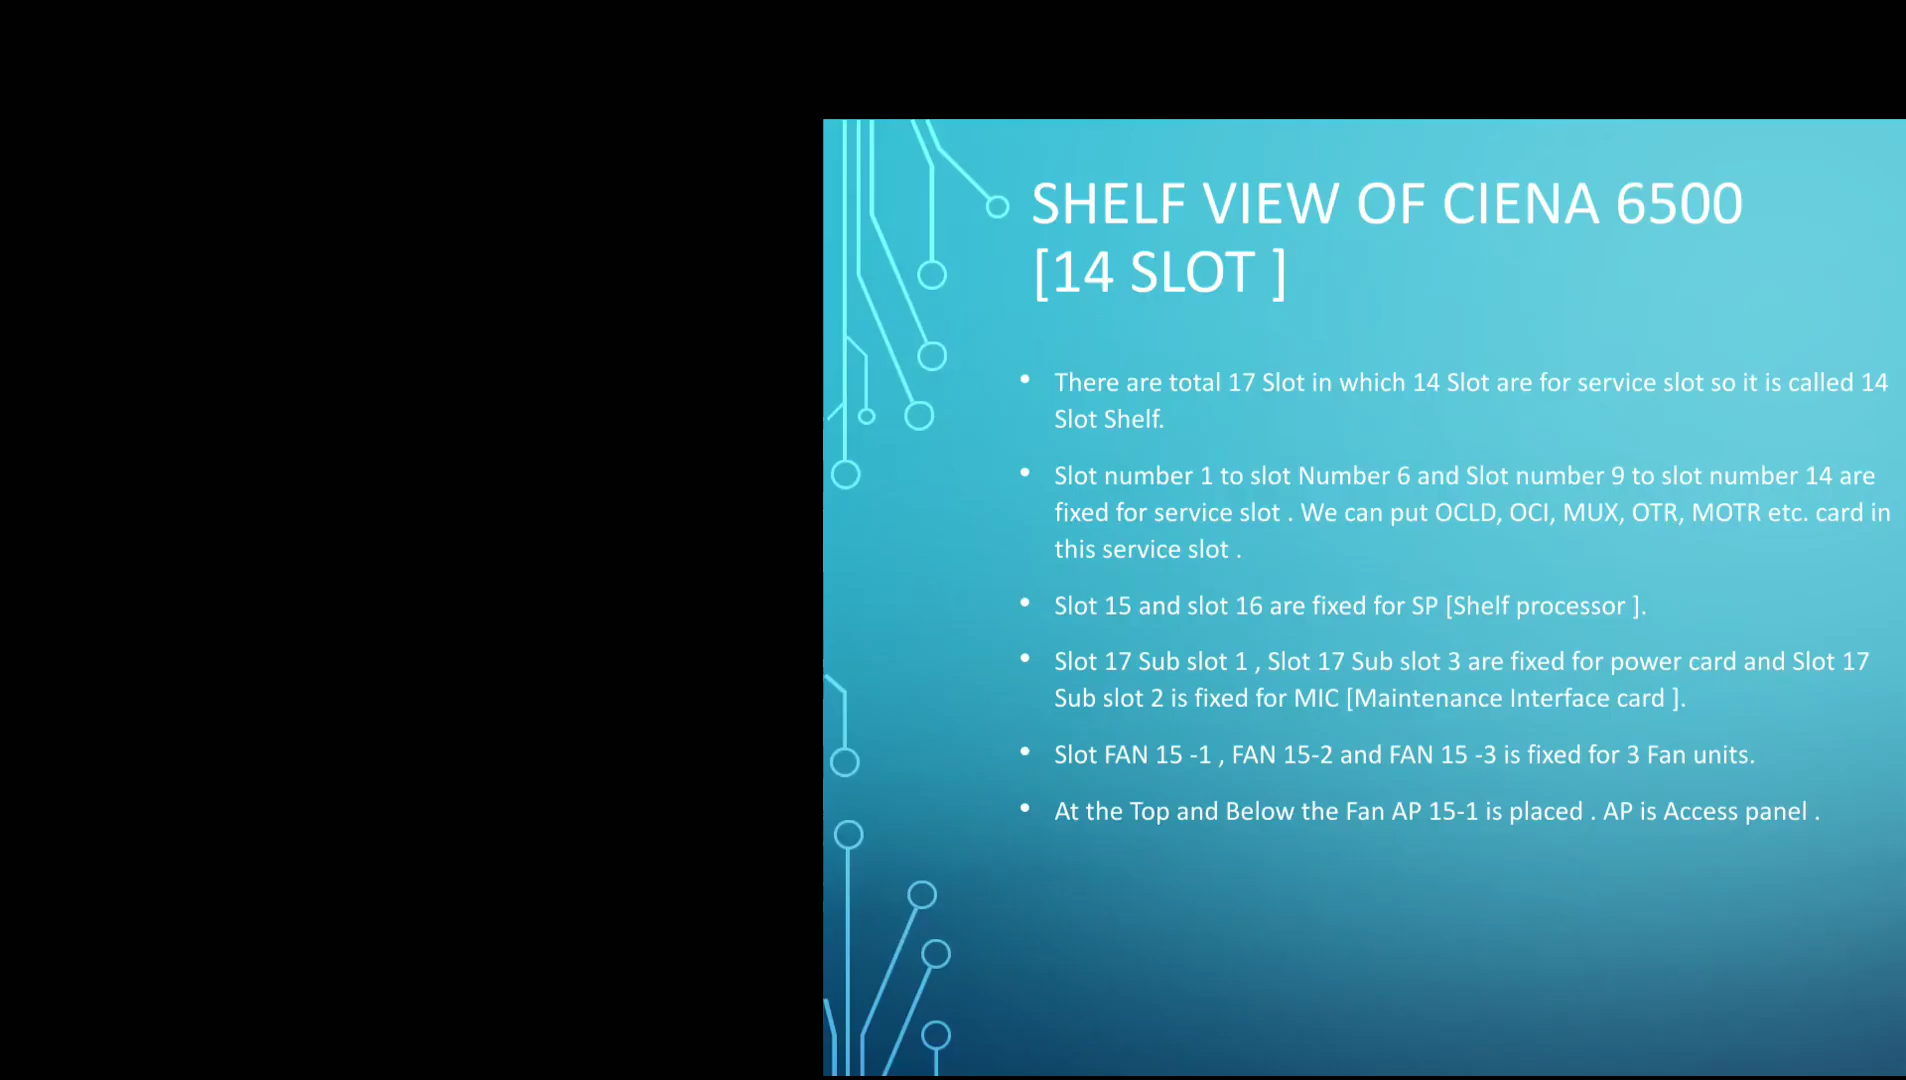 SHELF VIEW OF CIENA 6500
[14 SLOT ]
• There are total 17 Slot in which 14 Slot are for service slot so it is called 14
Slot Shelf.
• Slot number 1 to slot Number 6 and Slot number 9 to slot number 14 are
fixed for service slot . We can put OCLD, OCI, MUX, OTR, MOTR etc. card in
this service slot .
• Slot 15 and slot 16 are fixed for SP [Shelf processor ].
• Slot 17 Sub slot 1 , Slot 17 Sub slot 3 are fixed for power card and Slot 17
Sub slot 2 is fixed for MIC [Maintenance Interface card ].
• Slot FAN 15 -1 , FAN 15-2 and FAN 15 -3 is fixed for 3 Fan units.
• At the Top and Below the Fan AP 15-1 is placed . AP is Access panel .